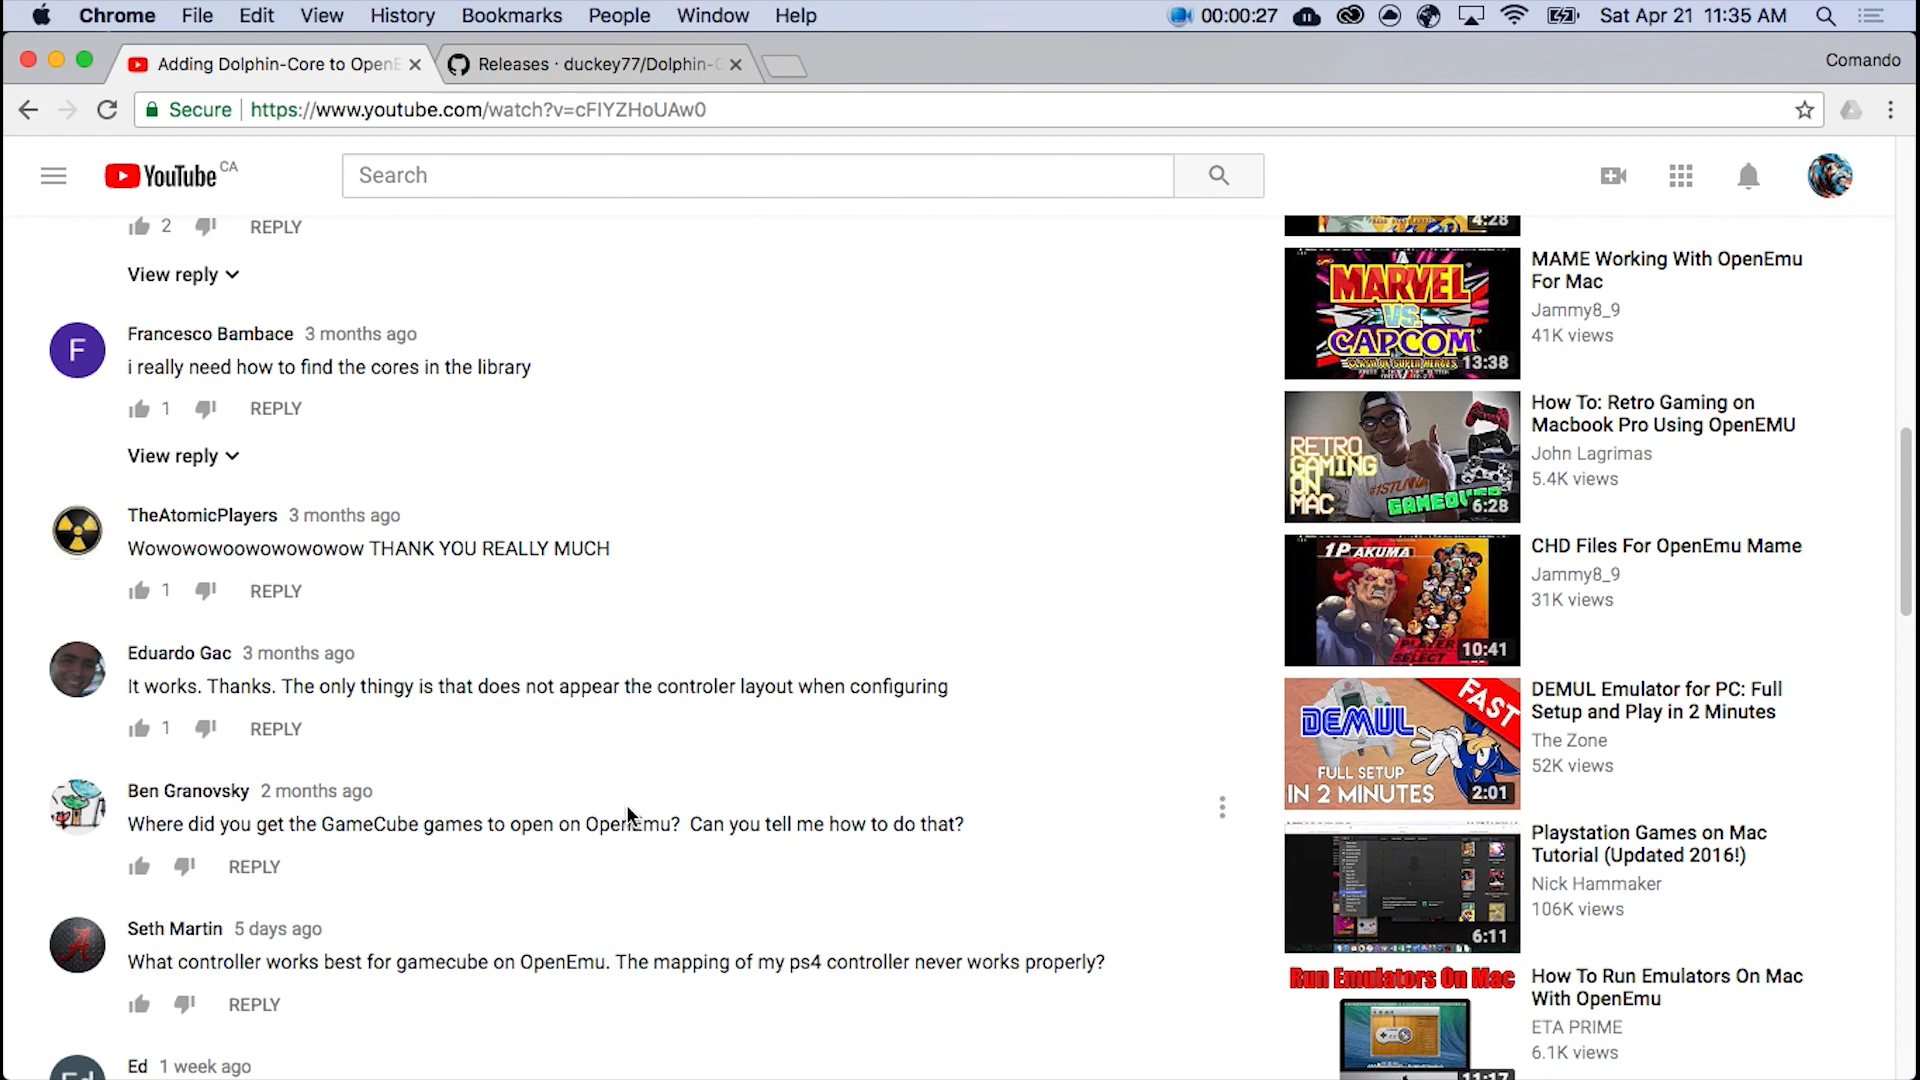 Chrome File Edit View History Bookmarks People Window Help 00:00:27 Sat Apr 21 11:35 AM
Adding Dolphin-Core to OpenE Releases · duckey77/Dolphin-C Comando
Secure https://www.youtube.com/watch?v=cFIYZHoUAw0
YouTube CA Search
2 REPLY
View reply
Francesco Bambace 3 months ago
i really need how to find the cores in the library
1 REPLY
View reply
TheAtomicPlayers 3 months ago
Wowowowoowowowowow THANK YOU REALLY MUCH
1 REPLY
Eduardo Gac 3 months ago
It works. Thanks. The only thingy is that does not appear the controler layout when configuring
1 REPLY
Ben Granovsky 2 months ago
Where did you get the GameCube games to open on OpenEmu? Can you tell me how to do that?
REPLY
Seth Martin 5 days ago
What controller works best for gamecube on OpenEmu. The mapping of my ps4 controller never works properly?
REPLY
Ed 1 week ago
4:28
MARVEL
VS.
CAPCOM
CLASH OF SUPER HEROES
13:38
MAME Working With OpenEmu
For Mac
Jammy8_9
41K views
RETRO
GAMING
ON
MAC
#1STUNNA
GAMEOVER
6:28
How To: Retro Gaming on
Macbook Pro Using OpenEMU
John Lagrimas
5.4K views
1P AKUMA
PLAYER
SELECT
10:41
CHD Files For OpenEmu Mame
Jammy8_9
31K views
FAST
DEMUL
FULL SETUP
IN 2 MINUTES
2:01
DEMUL Emulator for PC: Full
Setup and Play in 2 Minutes
The Zone
52K views
6:11
Playstation Games on Mac
Tutorial (Updated 2016!)
Nick Hammaker
106K views
Run Emulators On Mac
11:17
How To Run Emulators On Mac
With OpenEmu
ETA PRIME
6.1K views